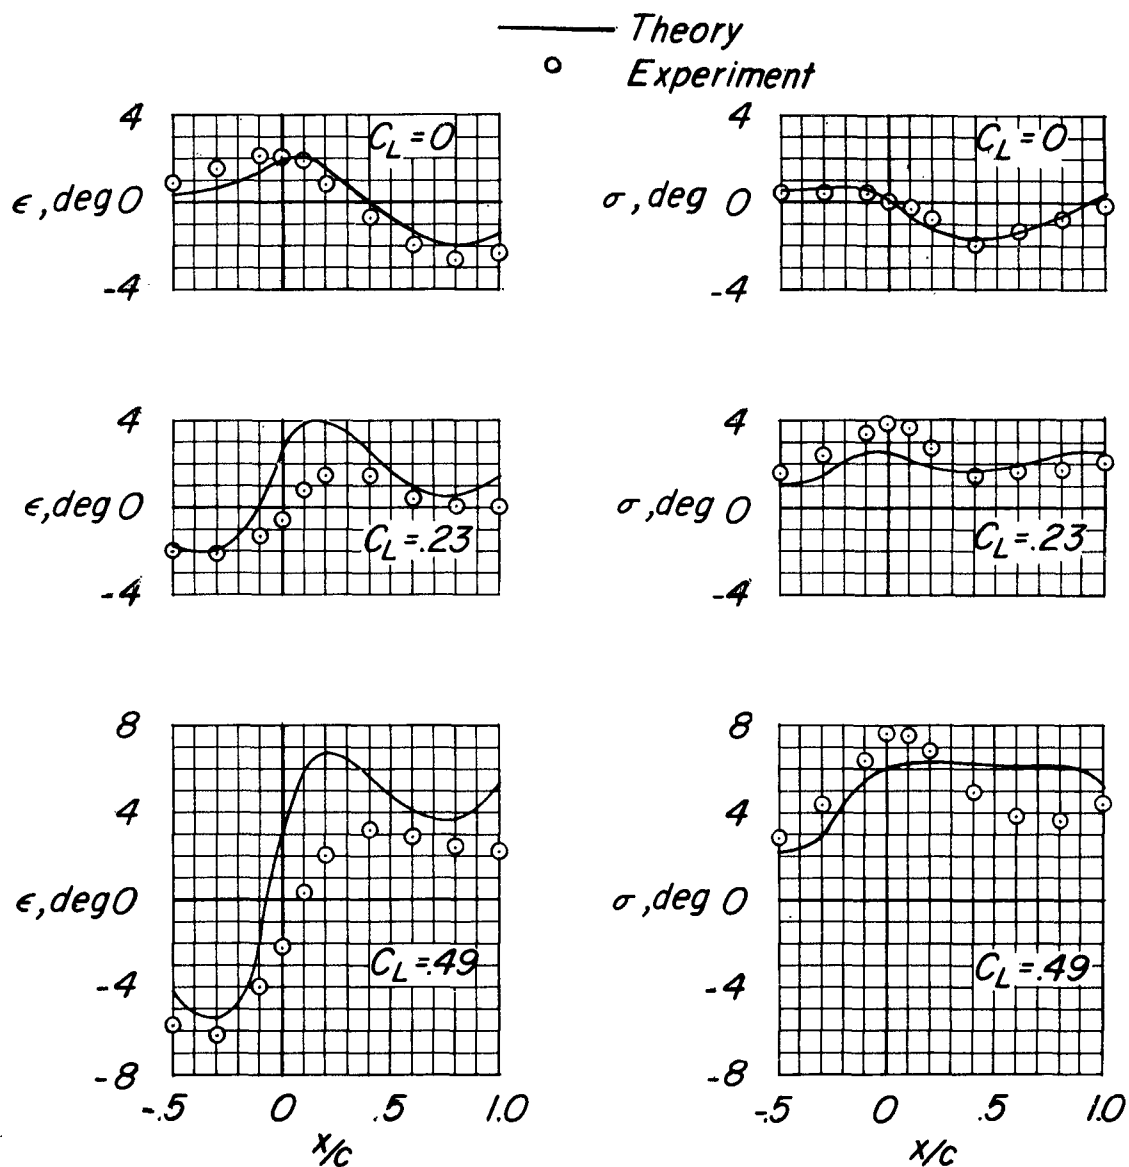 Theory
Experiment
4
C_L = 0
ϵ, deg 0
-4
4
C_L = 0
σ, deg 0
-4
4
ϵ, deg 0
C_L = .23
-4
4
σ, deg 0
C_L = .23
-4
8
4
ϵ, deg 0
C_L = .49
-4
-8
-.5 0 .5 1.0
x/c
8
4
σ, deg 0
C_L = .49
-4
-8
-.5 0 .5 1.0
x/c